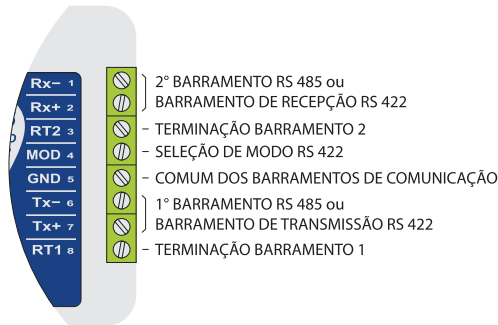 Rx– 1
Rx+ 2
RT2 3
MOD 4
GND 5
Tx– 6
Tx+ 7
RT1 8
2° BARRAMENTO RS 485 ou
BARRAMENTO DE RECEPÇÃO RS 422
– TERMINAÇÃO BARRAMENTO 2
– SELEÇÃO DE MODO RS 422
– COMUM DOS BARRAMENTOS DE COMUNICAÇÃO
1° BARRAMENTO RS 485 ou
BARRAMENTO DE TRANSMISSÃO RS 422
– TERMINAÇÃO BARRAMENTO 1